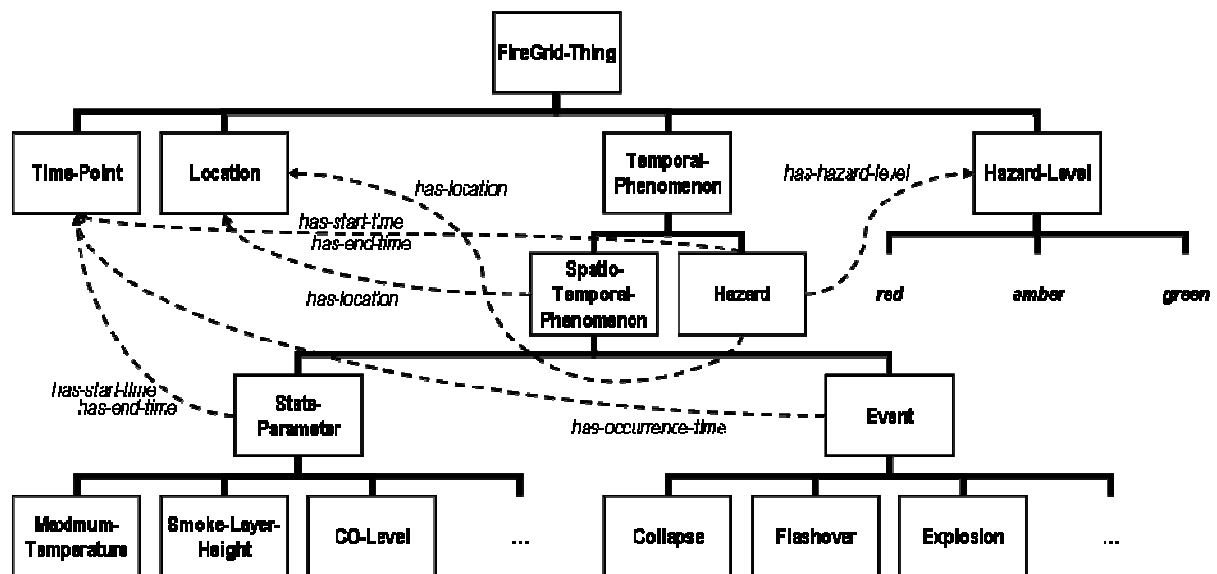 FireGrid-Thing
Time-Point
Location
Temporal-
Phenomenon
Hazard-Level
has-location
has-hazard-level
has-start-time
has-end-time
Spatio-
Temporal-
Phenomenon
Hazard
has-location
red
amber
green
has-start-time
has-end-time
State-
Parameter
has-occurrence-time
Event
Maximum-
Temperature
Smoke-Layer-
Height
CO-Level
...
Collapse
Flashover
Explosion
...